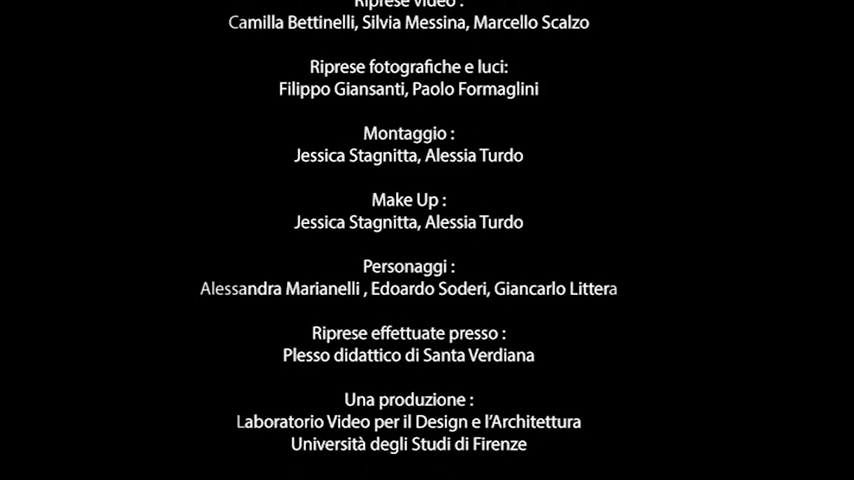 Riprese video :
Camilla Bettinelli, Silvia Messina, Marcello Scalzo
Riprese fotografiche e luci:
Filippo Giansanti, Paolo Formaglini
Montaggio :
Jessica Stagnitta, Alessia Turdo
Make Up :
Jessica Stagnitta, Alessia Turdo
Personaggi :
Alessandra Marianelli , Edoardo Soderi, Giancarlo Littera
Riprese effettuate presso :
Plesso didattico di Santa Verdiana
Una produzione :
Laboratorio Video per il Design e l'Architettura
Università degli Studi di Firenze